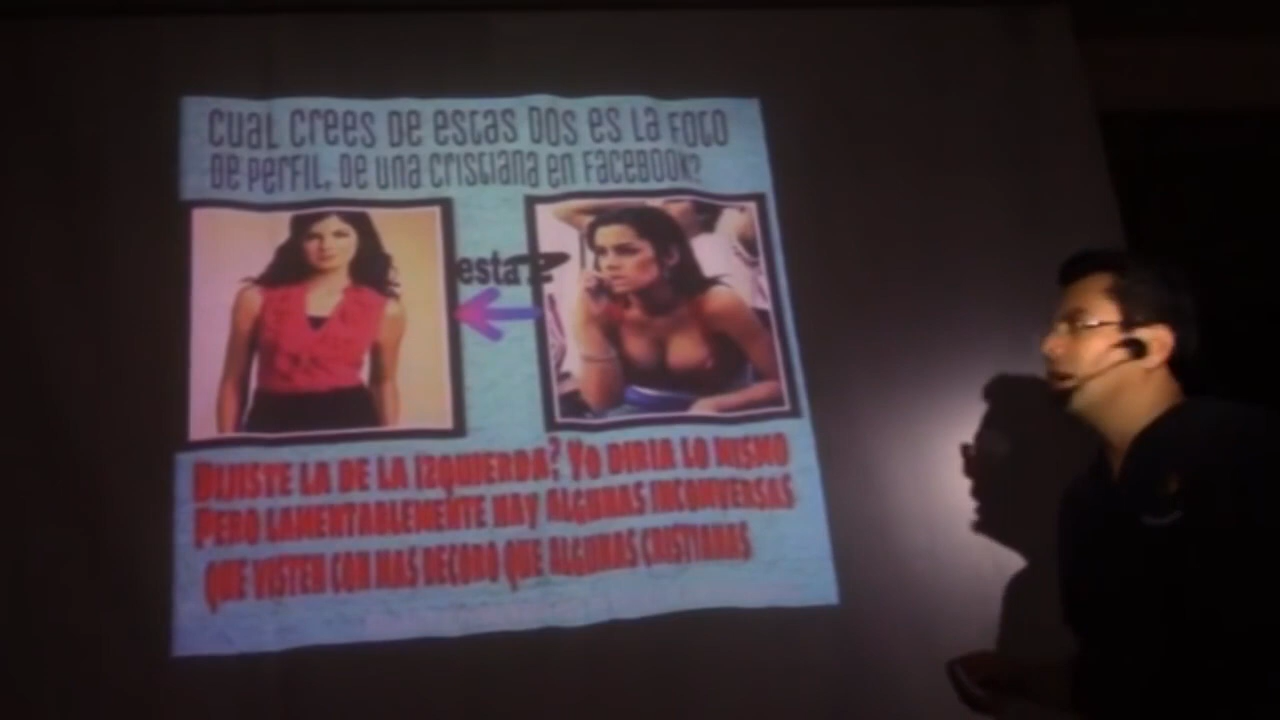 CUAL CREES DE ESTAS DOS ES LA FOTO
DE PERFIL, DE UNA CRISTIANA EN FACEBOOK?
esta?
DIJISTE LA DE LA IZQUIERDA? YO DIRIA LO MISMO
PERO LAMENTABLEMENTE HAY ALGUNAS INCONVERSAS
QUE VISTEN CON MAS DECORO QUE ALGUNAS CRISTIANAS